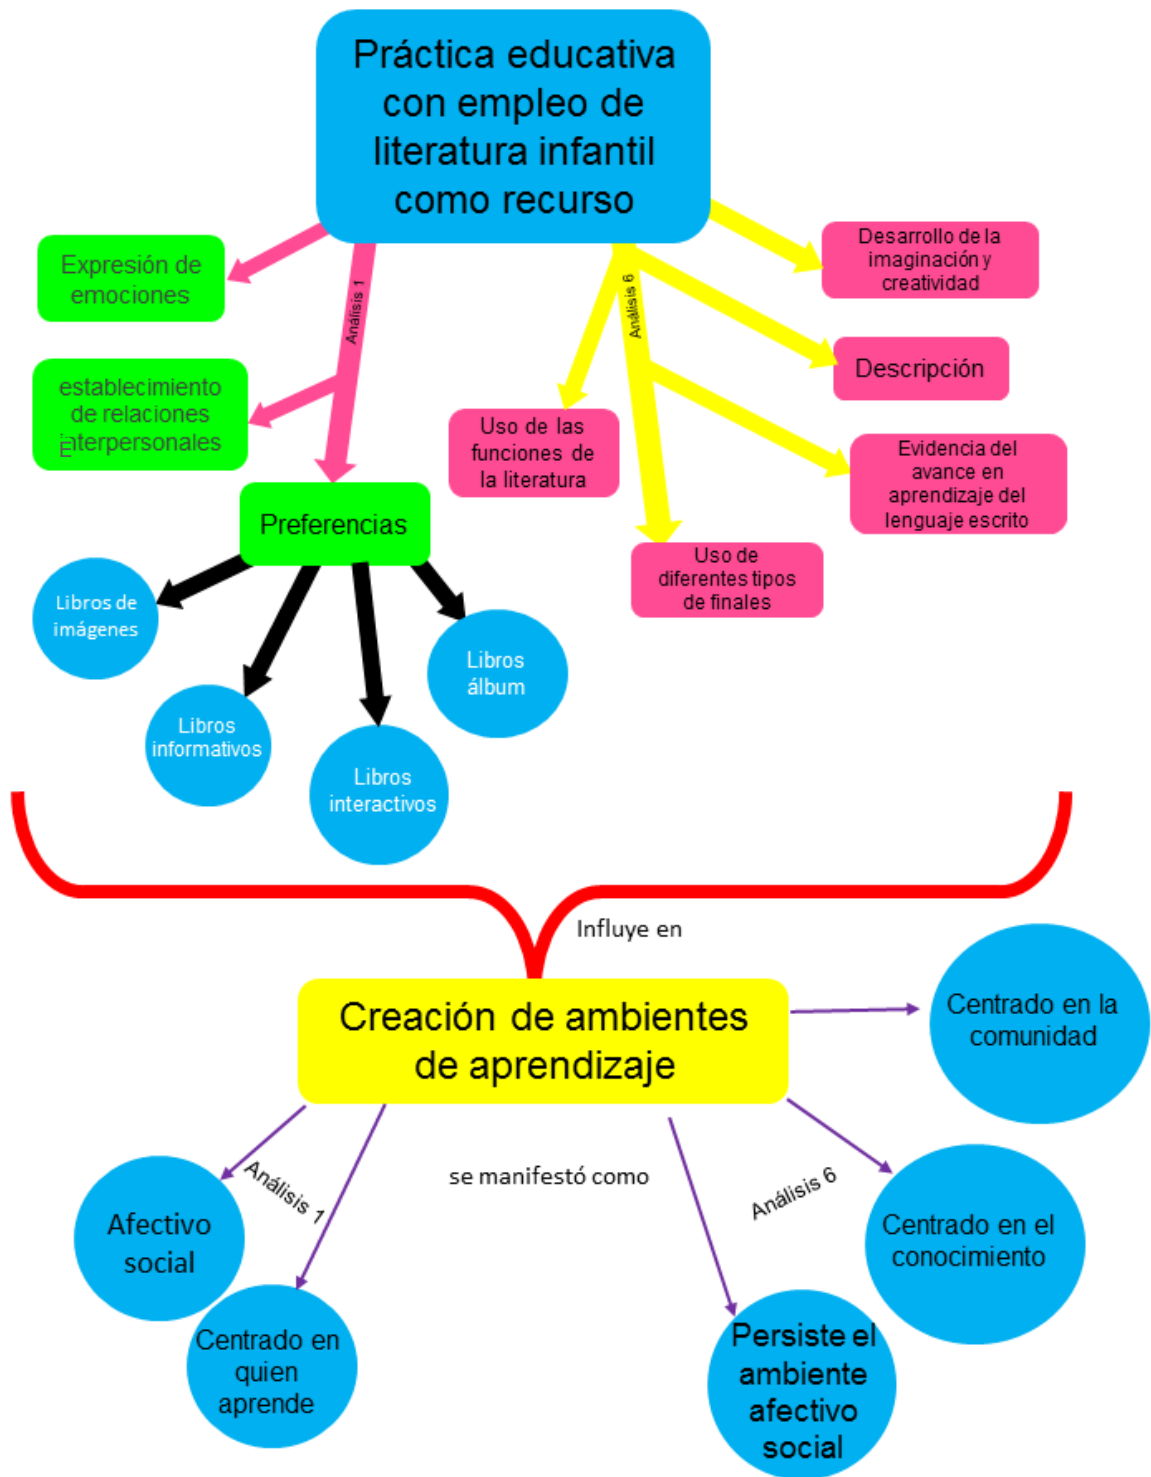 Práctica educativa
con empleo de
literatura infantil
como recurso
Expresión de
emociones
Análisis 1
establecimiento
de relaciones
interpersonales
E
Preferencias
Libros de
imágenes
Libros
informativos
Libros
interactivos
Libros
álbum
Análisis 6
Desarrollo de la
imaginación y
creatividad
Descripción
Evidencia del
avance en
aprendizaje del
lenguaje escrito
Uso de las
funciones de
la literatura
Uso de
diferentes tipos
de finales
Influye en
Creación de ambientes
de aprendizaje
Centrado en la
comunidad
se manifestó como
Análisis 1
Afectivo
social
Centrado en
quien
aprende
Análisis 6
Centrado en el
conocimiento
Persiste el
ambiente
afectivo
social